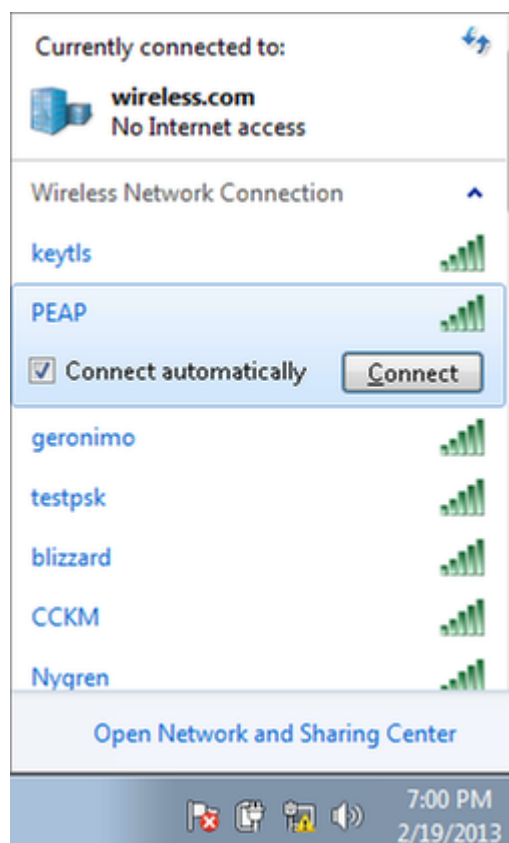 Currently connected to:
wireless.com
No Internet access
Wireless Network Connection
keytls
PEAP
Connect automatically
Connect
geronimo
testpsk
blizzard
CCKM
Nygren
Open Network and Sharing Center
7:00 PM
2/19/2013